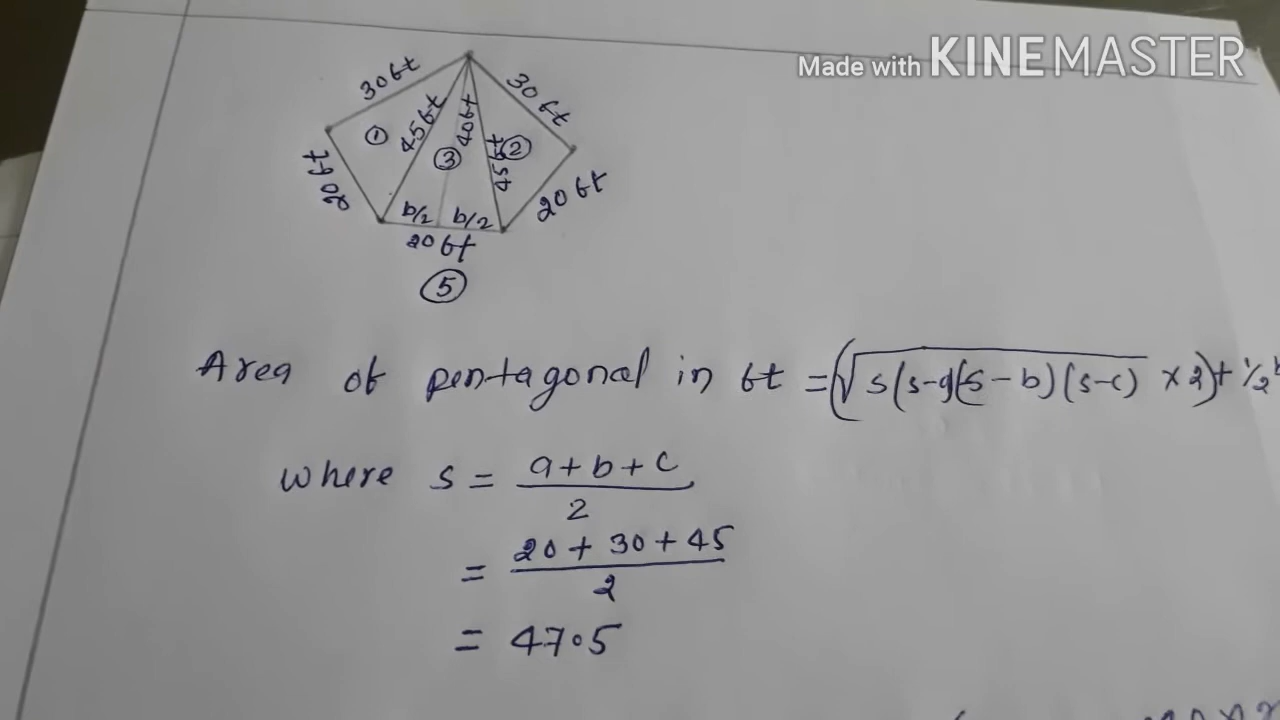 Made with KINEMASTER
30ft
30ft
45ft
40ft
45ft
①
③
②
20ft
20ft
b/2
b/2
20ft
⑤
Area of pentagonal in ft = (√s(s-a)(s-b)(s-c) × 2) + 1/2 b
where s = a+b+c
2
= 20 + 30 + 45
2
= 47.5